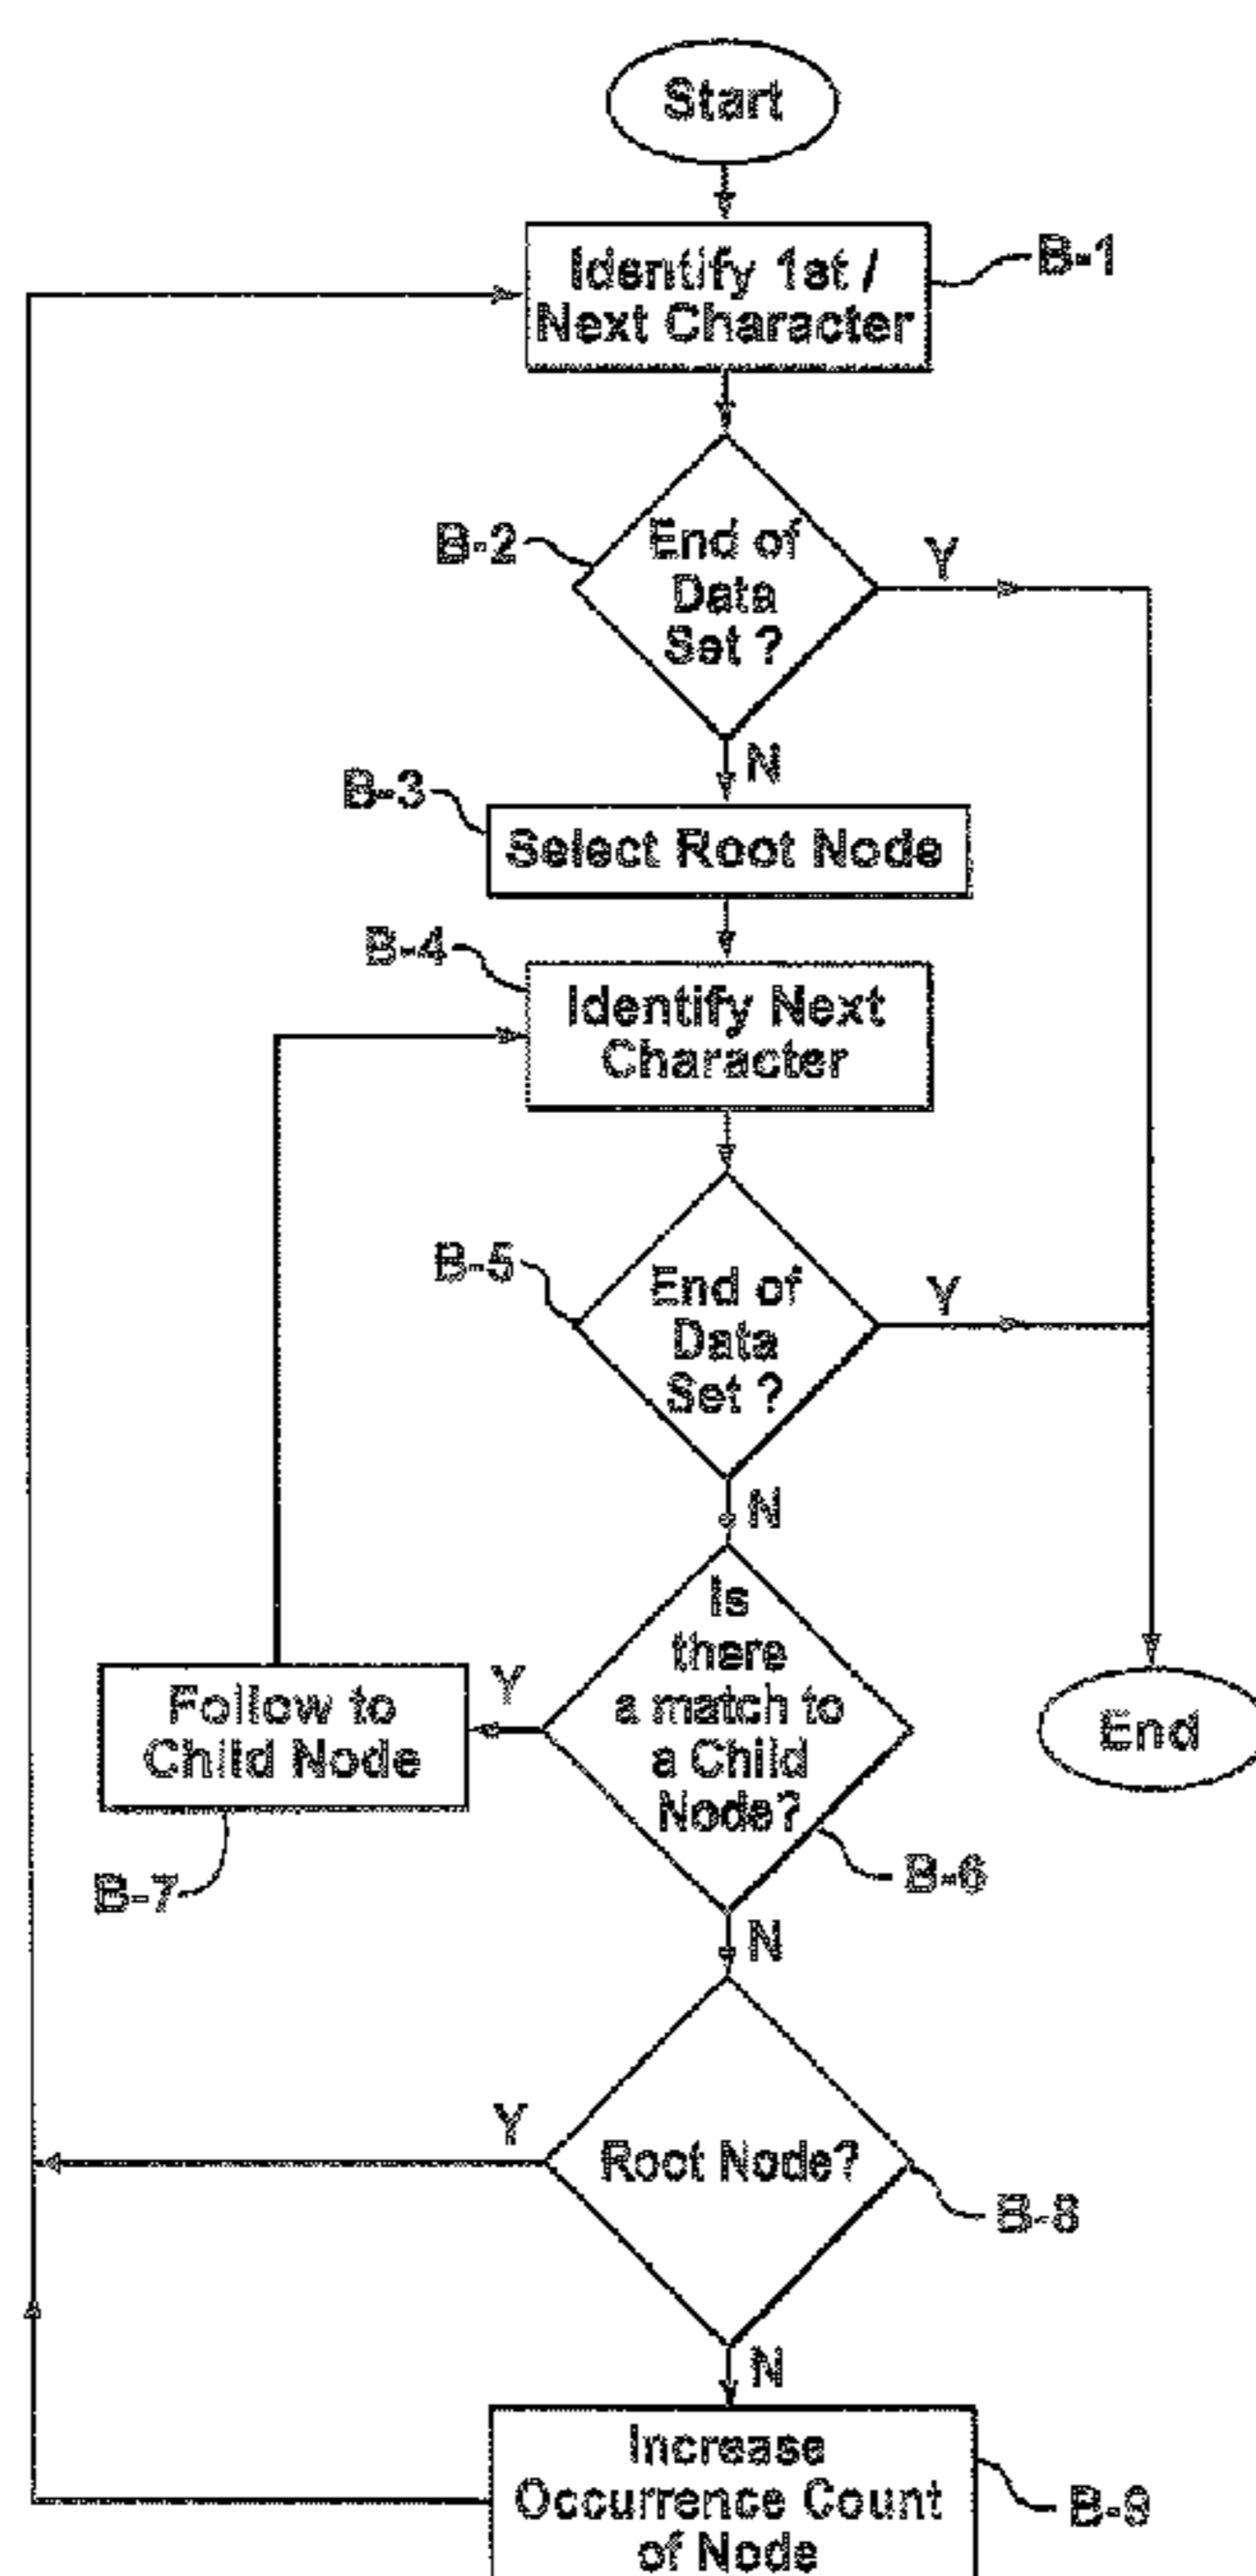 Start
Identify 1st /
Next Character
B-1
B-2
End of
Data
Set ?
Y
N
B-3
Select Root Node
B-4
Identify Next
Character
B-5
End of
Data
Set ?
Y
N
Is
there
a match to
a Child
Node?
Y
Follow to
Child Node
End
B-6
B-7
N
Y
Root Node?
B-8
N
Increase
Occurrence Count
of Node
B-9